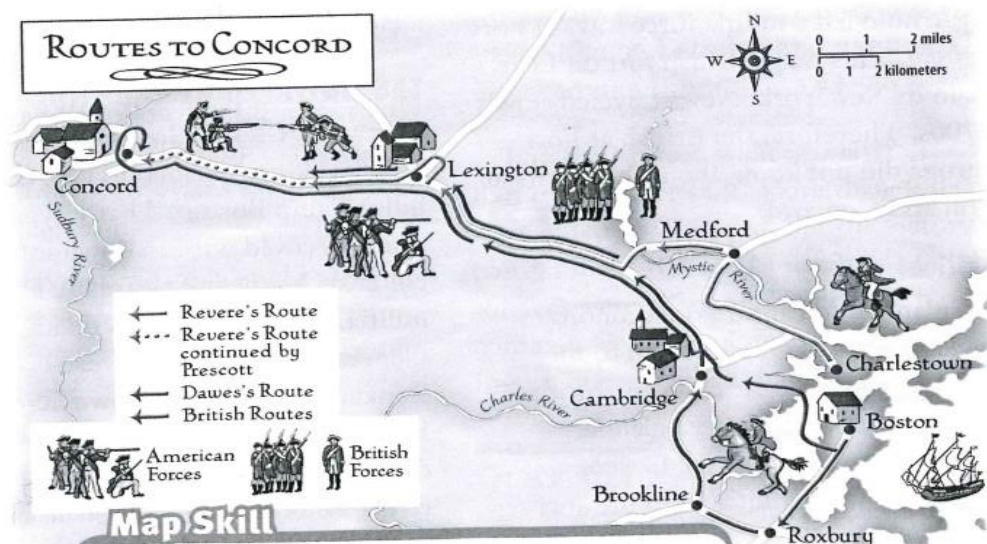 ROUTES TO CONCORD
N
W E
S
0 1 2 miles
0 1 2 kilometers
Concord
Lexington
Sudbury River
Medford
Mystic River
Charlestown
Cambridge
Charles River
Boston
Brookline
Roxbury
Revere's Route
Revere's Route
continued by
Prescott
Dawes's Route
British Routes
American
Forces
British
Forces
Map Skill